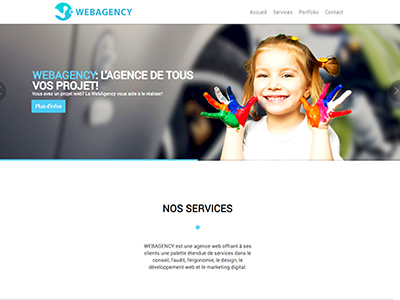 WEBAGENCY
Accueil Services Portfolio Contact
WEBAGENCY: L'AGENCE DE TOUS
VOS PROJET!
Vous avez un projet web? La WebAgency vous aide à le réaliser!
Plus d'infos
NOS SERVICES
WEBAGENCY est une agence web offrant à ses
clients une palette étendue de services dans le
conseil, l'audit, l'ergonomie, le design, le
développement web et le marketing digital.